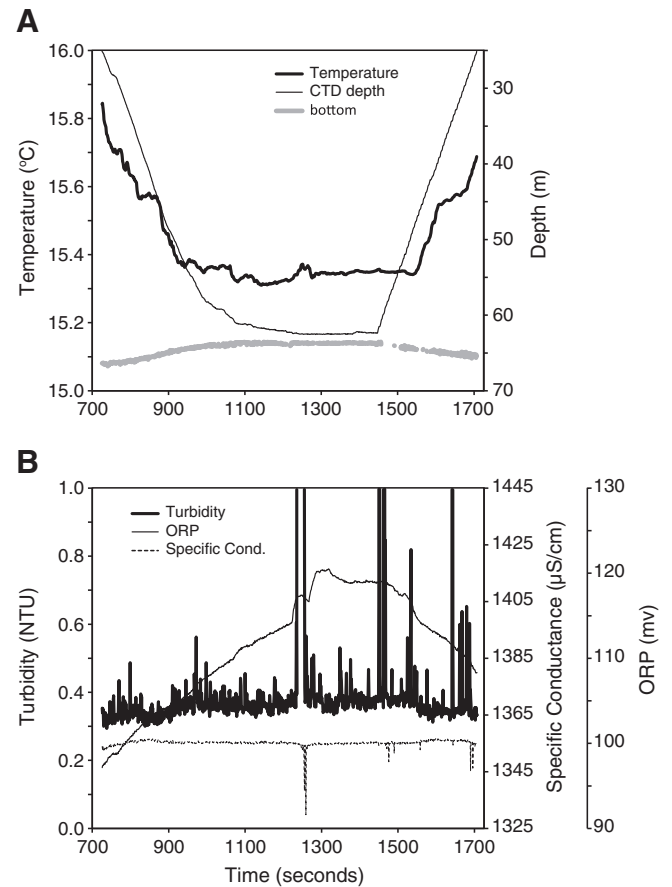 A
Temperature
CTD depth
bottom
16.0
15.8
15.6
15.4
15.2
15.0
Temperature (°C)
30
40
50
60
70
Depth (m)
700 900 1100 1300 1500 1700
B
Turbidity
ORP
Specific Cond.
1.0
0.8
0.6
0.4
0.2
0.0
Turbidity (NTU)
1445
1425
1405
1385
1365
1345
1325
Specific Conductance (µS/cm)
130
120
110
100
90
ORP (mv)
700 900 1100 1300 1500 1700
Time (seconds)